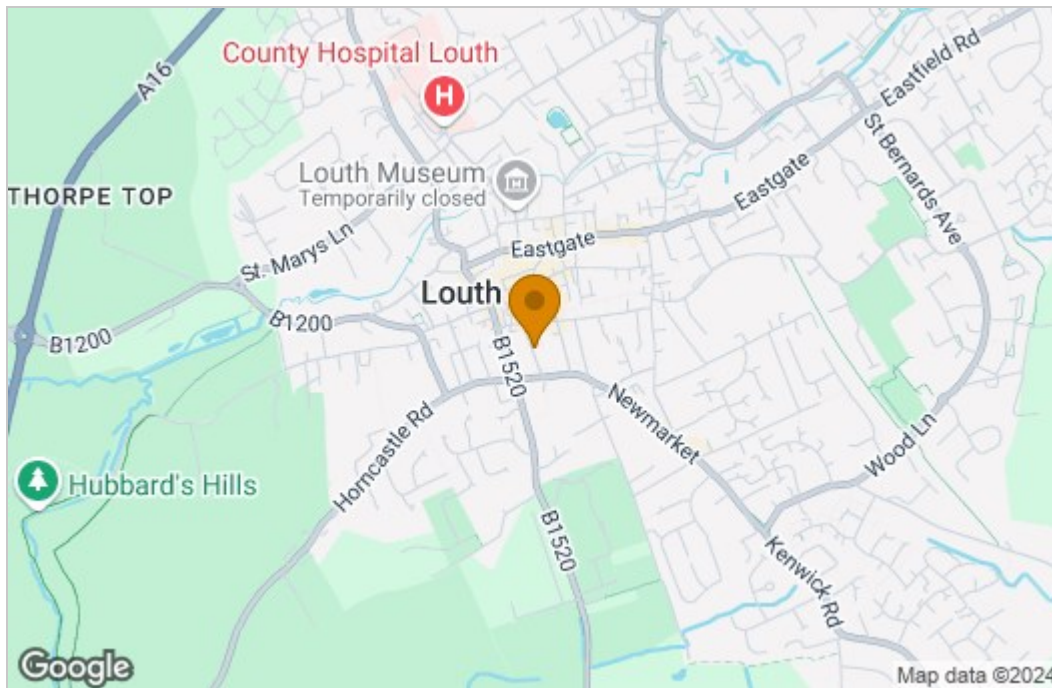 A16
County Hospital Louth
H
Eastfield Rd
St Bernards Ave
THORPE TOP
Louth Museum
Temporarily closed
Eastgate
St. Marys Ln
Eastgate
Louth
B1200
B1200
B1520
Newmarket
Horncastle Rd
Wood Ln
Hubbard's Hills
B1520
Kenwick Rd
Google
Map data ©2024